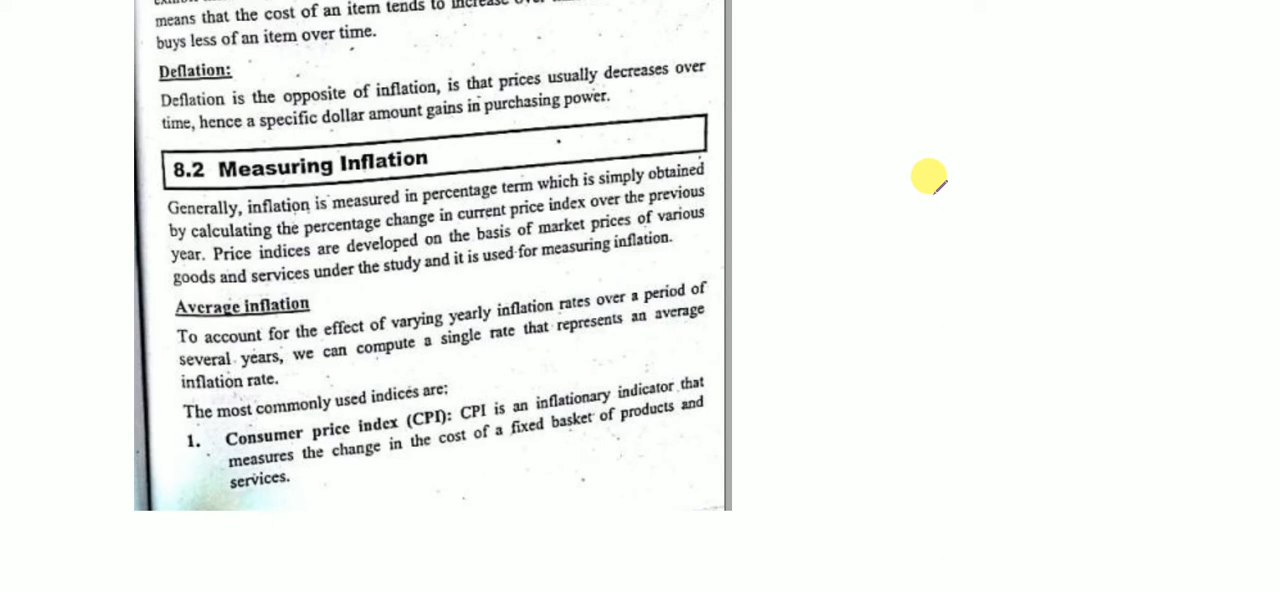 means that the cost of an item tends to increase
buys less of an item over time.
Deflation:
Deflation is the opposite of inflation, is that prices usually decreases over
time, hence a specific dollar amount gains in purchasing power.
8.2 Measuring Inflation
Generally, inflation is measured in percentage term which is simply obtained
by calculating the percentage change in current price index over the previous
year. Price indices are developed on the basis of market prices of various
goods and services under the study and it is used for measuring inflation.
Average inflation
To account for the effect of varying yearly inflation rates over a period of
several years, we can compute a single rate that represents an average
inflation rate.
The most commonly used indices are:
1. Consumer price index (CPI): CPI is an inflationary indicator that
measures the change in the cost of a fixed basket of products and
services.